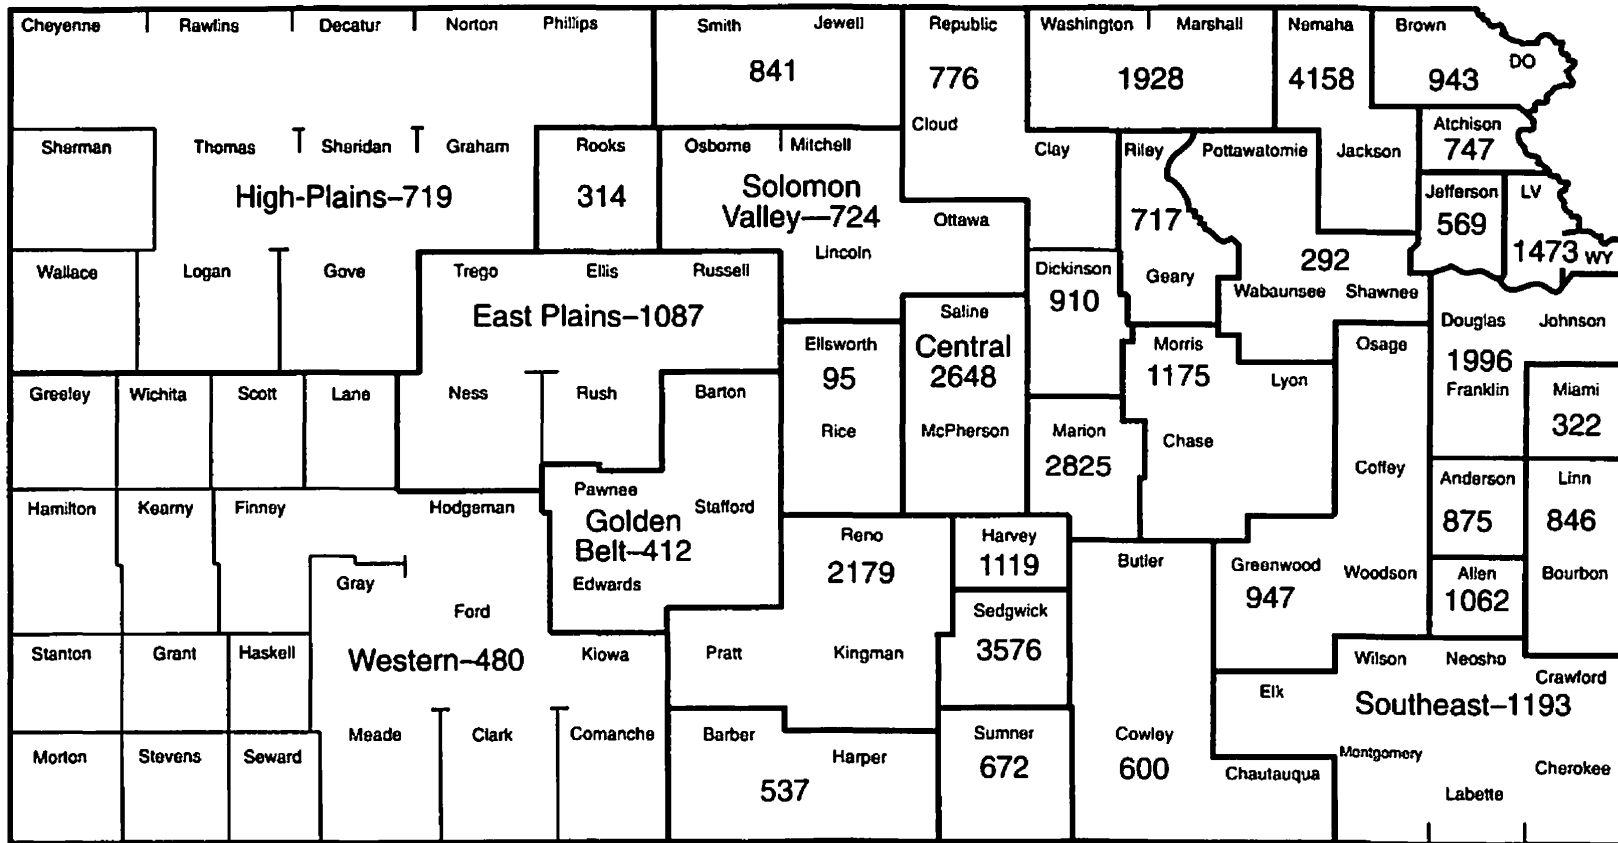 Cheyenne Rawlins Decatur Norton Phillips Smith Jewell Republic Washington Marshall Nemaha Brown
DO
841 776 1928 4158 943
Cloud Atchison
Sherman Thomas Sheridan Graham Rooks Osborne Mitchell Clay Riley Pottawatomie Jackson 747
High-Plains–719 314 Solomon
Valley—724 Jefferson LV
Ottawa 717 569
Wallace Logan Gove Trego Ellis Russell Lincoln Dickinson Geary 292 1473 WY
910 Wabaunsee Shawnee
East Plains–1087 Saline Douglas Johnson
Ellsworth Central Morris Osage 1996
95 2648 1175 Lyon Franklin Miami
Greeley Wichita Scott Lane Ness Rush Barton 322
Rice McPherson Marion Chase
2825 Coffey Anderson Linn
Hamilton Kearny Finney Hodgeman Pawnee Stafford 875 846
Golden Reno Harvey
Belt–412 2179 1119 Butler Greenwood Woodson Allen Bourbon
Gray Edwards 947 1062
Ford Sedgwick
Stanton Grant Haskell Western–480 Kiowa Pratt Kingman 3576 Wilson Neosho
Elk Crawford
Southeast–1193
Meade Clark Comanche Barber Sumner Cowley Montgomery
Morton Stevens Seward Harper 672 600 Chautauqua Cherokee
537 Labette